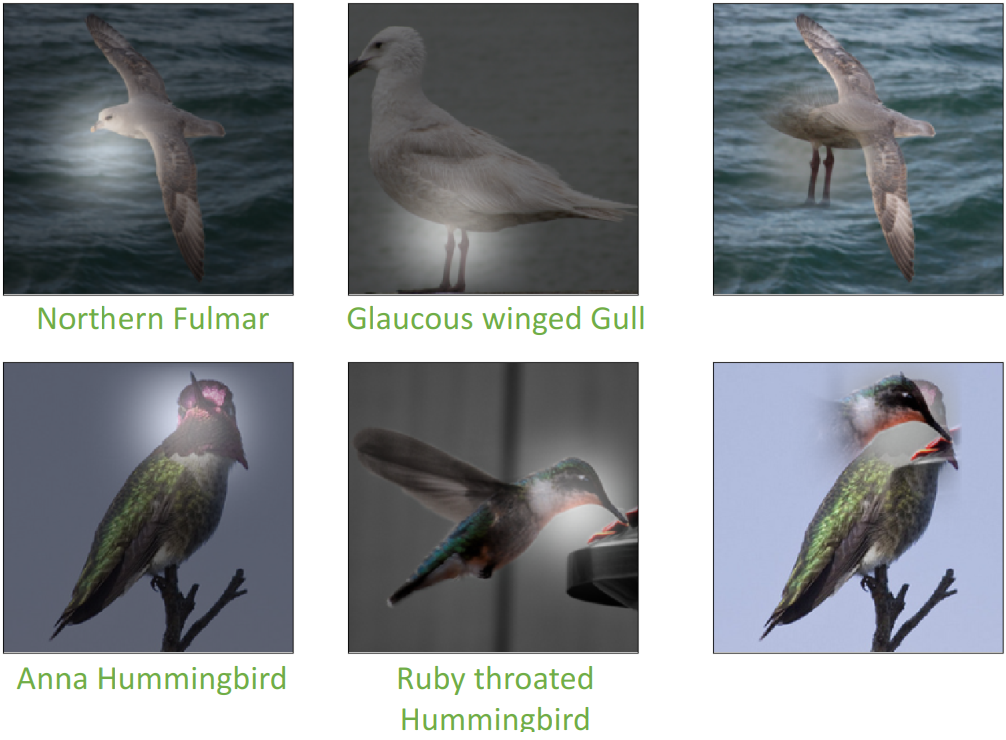 Northern Fulmar
Glaucous winged Gull
Anna Hummingbird
Ruby throated
Hummingbird